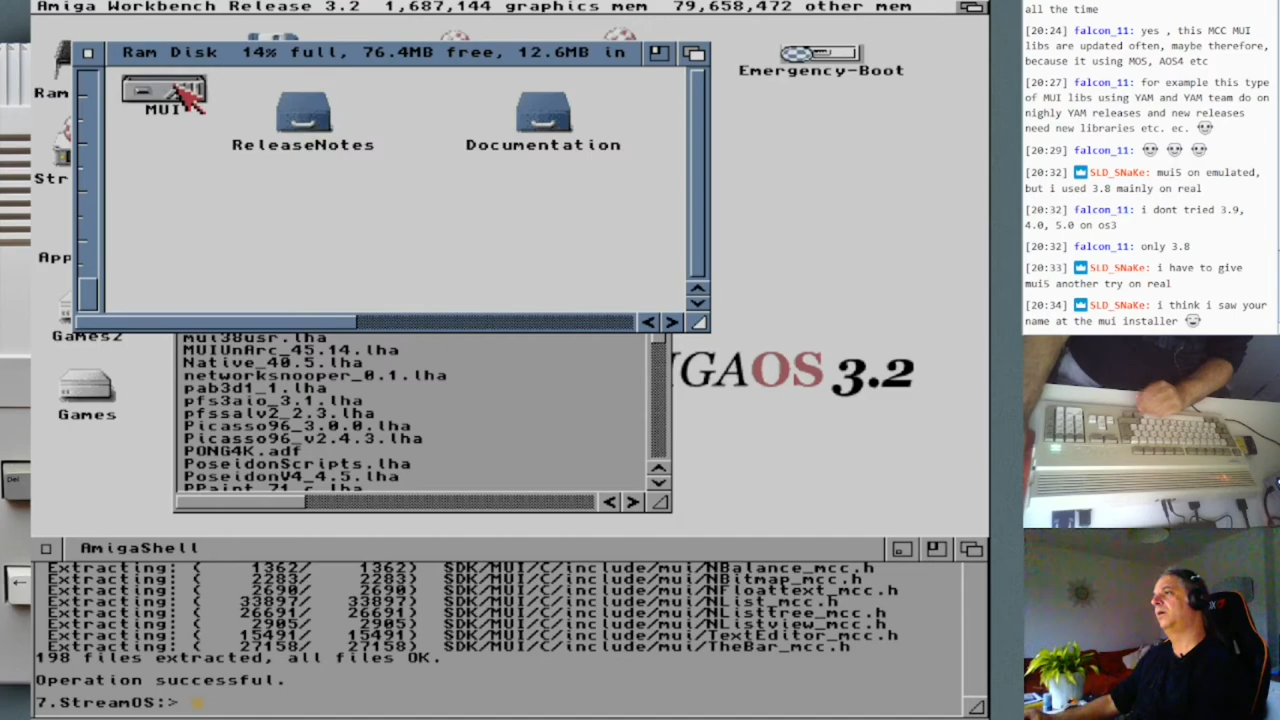 Amiga Workbench Release 3.2 1,687,144 graphics mem 79,658,472 other mem
Ram Disk 14% full, 76.4MB free, 12.6MB in
MUI
ReleaseNotes
Documentation
Emergency-Boot
Ram
Str
App
Games2
Games
mui38usr.lha
MUIUnArc_45.14.lha
Native_40.5.lha
networksnooper_0.1.lha
pab3d1_1.lha
pfs3aio_3.1.lha
pfssalv2_2.3.lha
Picasso96_3.0.0.lha
Picasso96_v2.4.3.lha
PONG4K.adf
PoseidonScripts.lha
PoseidonV4_4.5.lha
PPaint_71_c.lha
IGAOS 3.2
AmigaShell
Extracting: ( 1362/ 1362) SDK/MUI/C/include/mui/NBalance_mcc.h
Extracting: ( 2283/ 2283) SDK/MUI/C/include/mui/NBitmap_mcc.h
Extracting: ( 2690/ 2690) SDK/MUI/C/include/mui/NFloattext_mcc.h
Extracting: ( 33897/ 33897) SDK/MUI/C/include/mui/NList_mcc.h
Extracting: ( 26691/ 26691) SDK/MUI/C/include/mui/NListtree_mcc.h
Extracting: ( 2905/ 2905) SDK/MUI/C/include/mui/NListview_mcc.h
Extracting: ( 15491/ 15491) SDK/MUI/C/include/mui/TextEditor_mcc.h
Extracting: ( 27158/ 27158) SDK/MUI/C/include/mui/TheBar_mcc.h
198 files extracted, all files OK.
Operation successful.
7.StreamOS:>
all the time
[20:24] falcon_11: yes , this MCC MUI
libs are updated often, maybe therefore,
because it using MOS, AOS4 etc
[20:27] falcon_11: for example this type
of MUI libs using YAM and YAM team do on
nighly YAM releases and new releases
need new libraries etc. ec.
[20:29] falcon_11:
[20:32] SLD_SNaKe: mui5 on emulated,
but i used 3.8 mainly on real
[20:32] falcon_11: i dont tried 3.9,
4.0, 5.0 on os3
[20:32] falcon_11: only 3.8
[20:33] SLD_SNaKe: i have to give
mui5 another try on real
[20:34] SLD_SNaKe: i think i saw your
name at the mui installer
Del